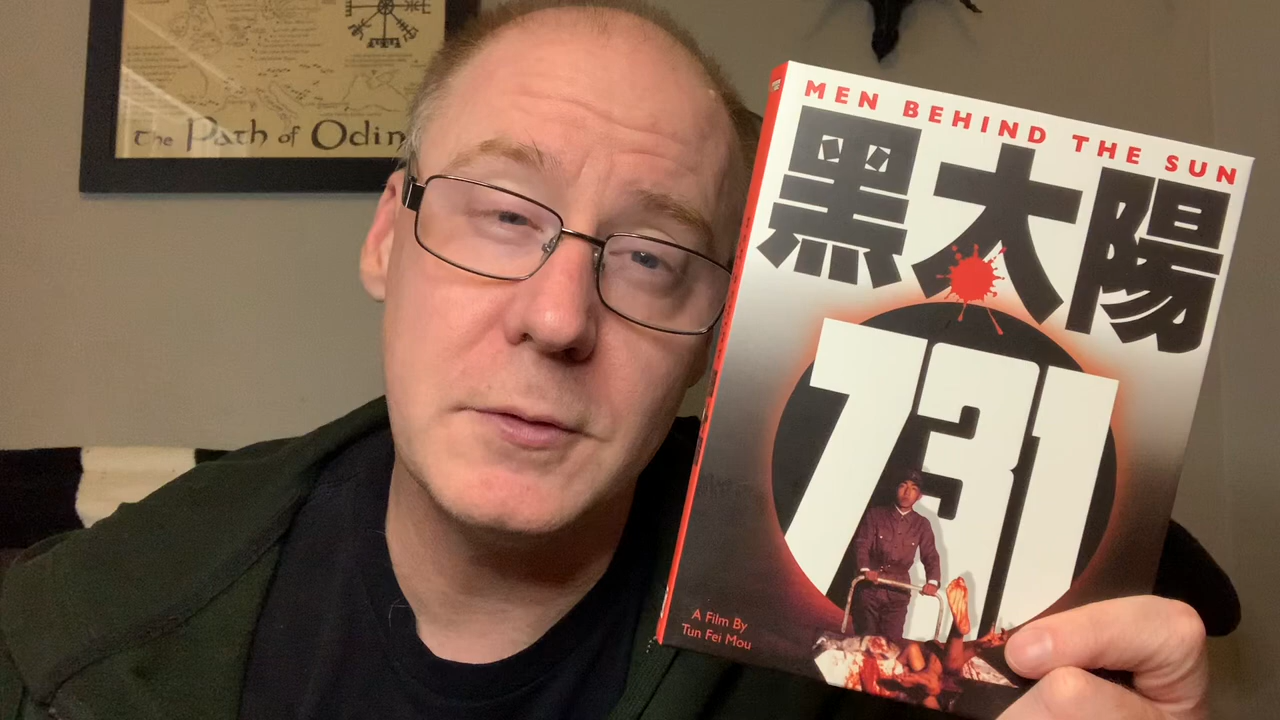 the Path of Odin
MEN BEHIND THE SUN
黑太陽
731
A Film By
Tun Fei Mou